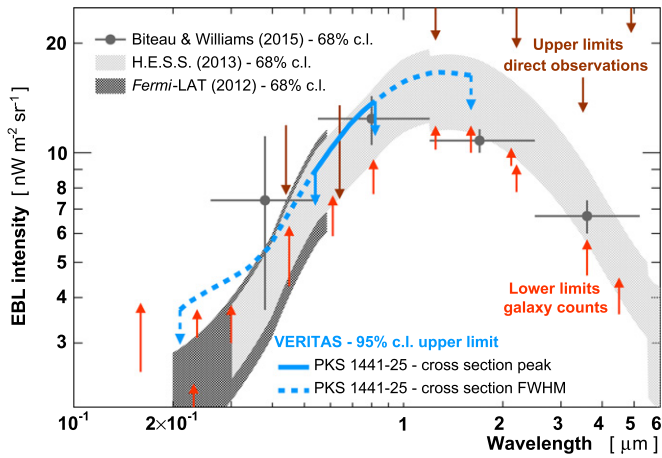 20
10
9
8
7
6
5
4
3
EBL intensity [ nW m⁻² sr⁻¹ ]
Biteau & Williams (2015) - 68% c.l.
H.E.S.S. (2013) - 68% c.l.
Fermi-LAT (2012) - 68% c.l.
Upper limits
direct observations
Lower limits
galaxy counts
VERITAS - 95% c.l. upper limit
PKS 1441-25 - cross section peak
PKS 1441-25 - cross section FWHM
10⁻¹ 2×10⁻¹ 1 2 3 4 5 6
Wavelength [ μm ]